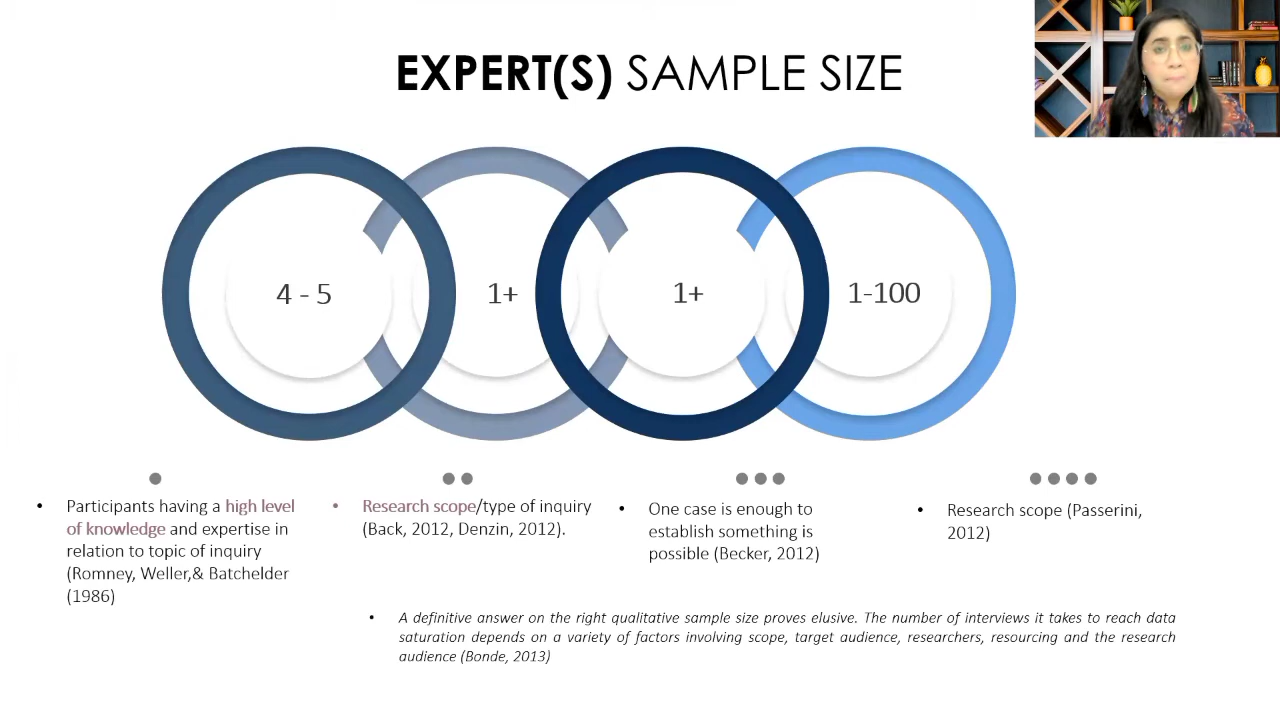 EXPERT(S) SAMPLE SIZE
4 - 5
1+
1+
1-100
• Participants having a high level
of knowledge and expertise in
relation to topic of inquiry
(Romney, Weller,& Batchelder
(1986)
• Research scope/type of inquiry
(Back, 2012, Denzin, 2012).
• One case is enough to
establish something is
possible (Becker, 2012)
• Research scope (Passerini,
2012)
• A definitive answer on the right qualitative sample size proves elusive. The number of interviews it takes to reach data
saturation depends on a variety of factors involving scope, target audience, researchers, resourcing and the research
audience (Bonde, 2013)